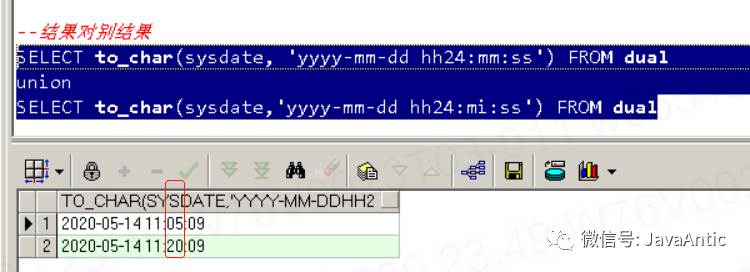 --结果对别结果
SELECT to_char(sysdate, 'yyyy-mm-dd hh24:mm:ss') FROM dual
union
SELECT to_char(sysdate,'yyyy-mm-dd hh24:mi:ss') FROM dual
TO_CHAR(SYSDATE,'YYYY-MM-DDHH2
1 2020-05-14 11:05:09
2 2020-05-14 11:20:09
微信号: JavaAntic